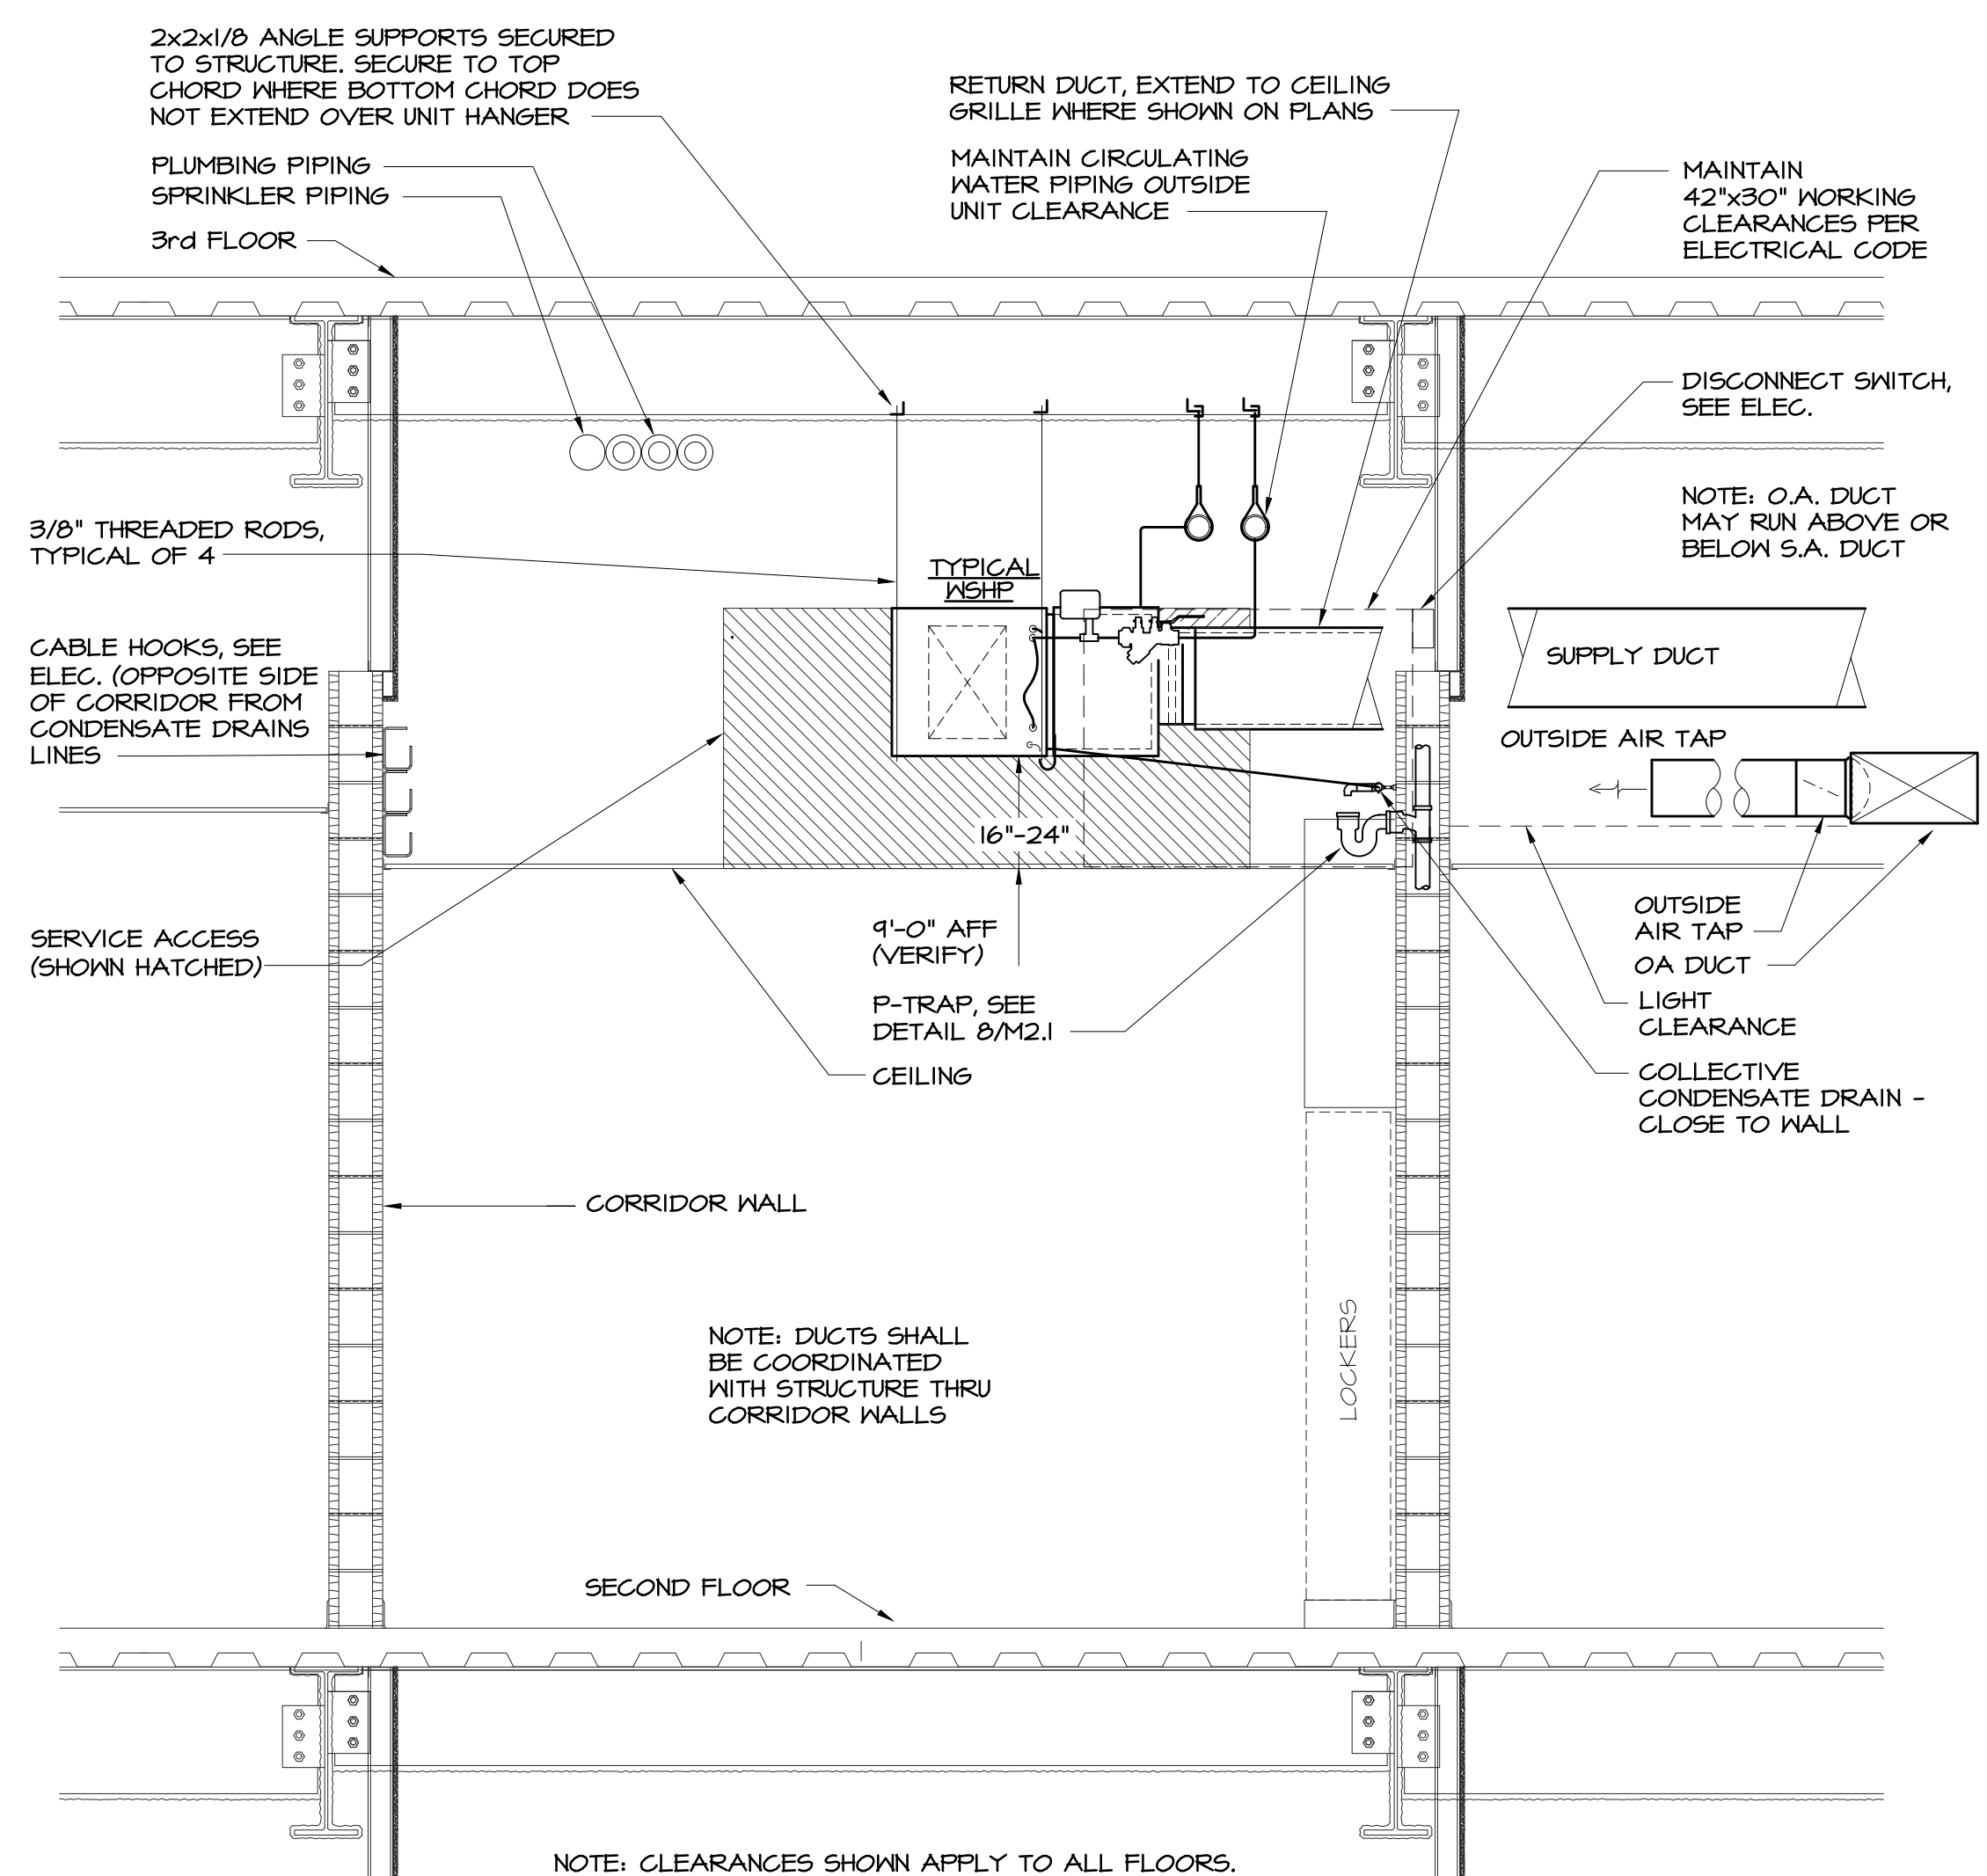 2x2x1/8 ANGLE SUPPORTS SECURED
TO STRUCTURE. SECURE TO TOP
CHORD WHERE BOTTOM CHORD DOES
NOT EXTEND OVER UNIT HANGER
PLUMBING PIPING
SPRINKLER PIPING
3rd FLOOR
RETURN DUCT, EXTEND TO CEILING
GRILLE WHERE SHOWN ON PLANS
MAINTAIN CIRCULATING
WATER PIPING OUTSIDE
UNIT CLEARANCE
MAINTAIN
42"x30" WORKING
CLEARANCES PER
ELECTRICAL CODE
DISCONNECT SWITCH,
SEE ELEC.
NOTE: O.A. DUCT
MAY RUN ABOVE OR
BELOW S.A. DUCT
3/8" THREADED RODS,
TYPICAL OF 4
TYPICAL
WSHP
CABLE HOOKS, SEE
ELEC. (OPPOSITE SIDE
OF CORRIDOR FROM
CONDENSATE DRAINS
LINES
SUPPLY DUCT
OUTSIDE AIR TAP
16"-24"
SERVICE ACCESS
(SHOWN HATCHED)
9'-0" AFF
(VERIFY)
P-TRAP, SEE
DETAIL 8/M2.1
CEILING
OUTSIDE
AIR TAP
OA DUCT
LIGHT
CLEARANCE
COLLECTIVE
CONDENSATE DRAIN -
CLOSE TO WALL
CORRIDOR WALL
NOTE: DUCTS SHALL
BE COORDINATED
WITH STRUCTURE THRU
CORRIDOR WALLS
LOCKERS
SECOND FLOOR
NOTE: CLEARANCES SHOWN APPLY TO ALL FLOORS.